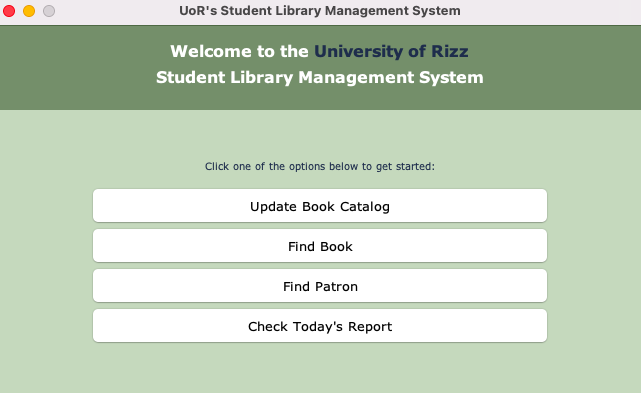 UoR's Student Library Management System
Welcome to the University of Rizz
Student Library Management System
Click one of the options below to get started:
Update Book Catalog
Find Book
Find Patron
Check Today's Report